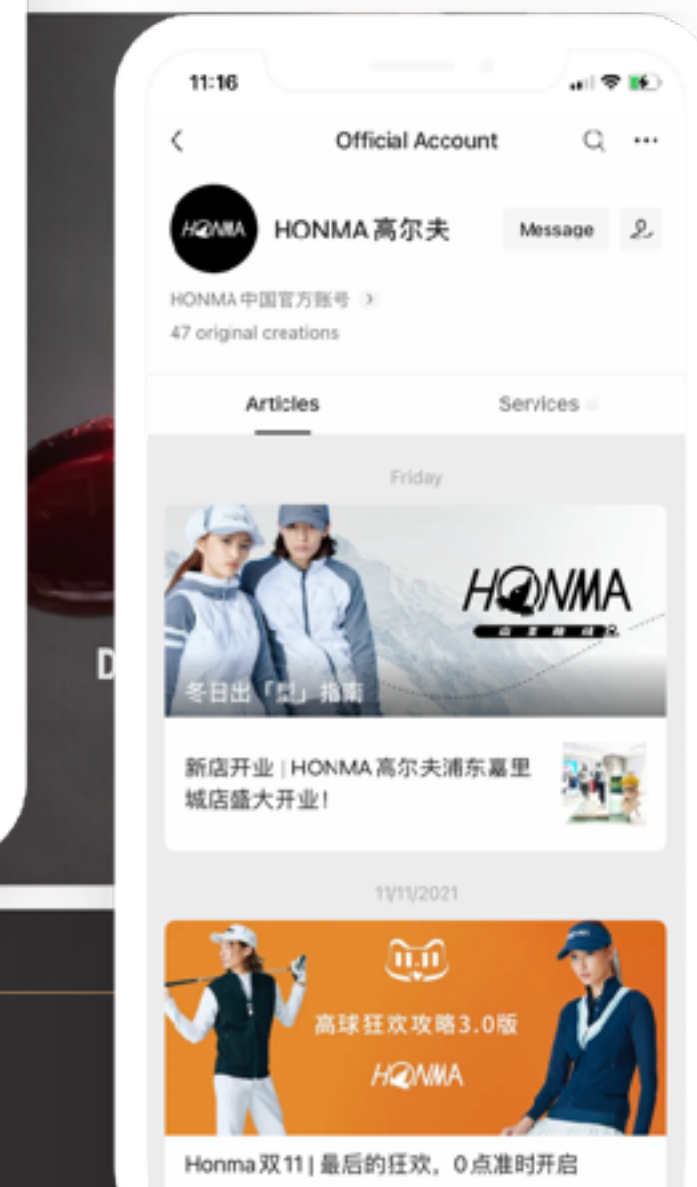 11:16
Official Account
HONMA
HONMA 高尔夫
Message
HONMA 中国官方账号
47 original creations
Articles
Services
Friday
HONMA
冬日出「型」指南
新店开业 | HONMA 高尔夫浦东嘉里
城店盛大开业!
11/11/2021
11.11
高球狂欢攻略3.0版
HONMA
Honma 双11 | 最后的狂欢，0点准时开启
D